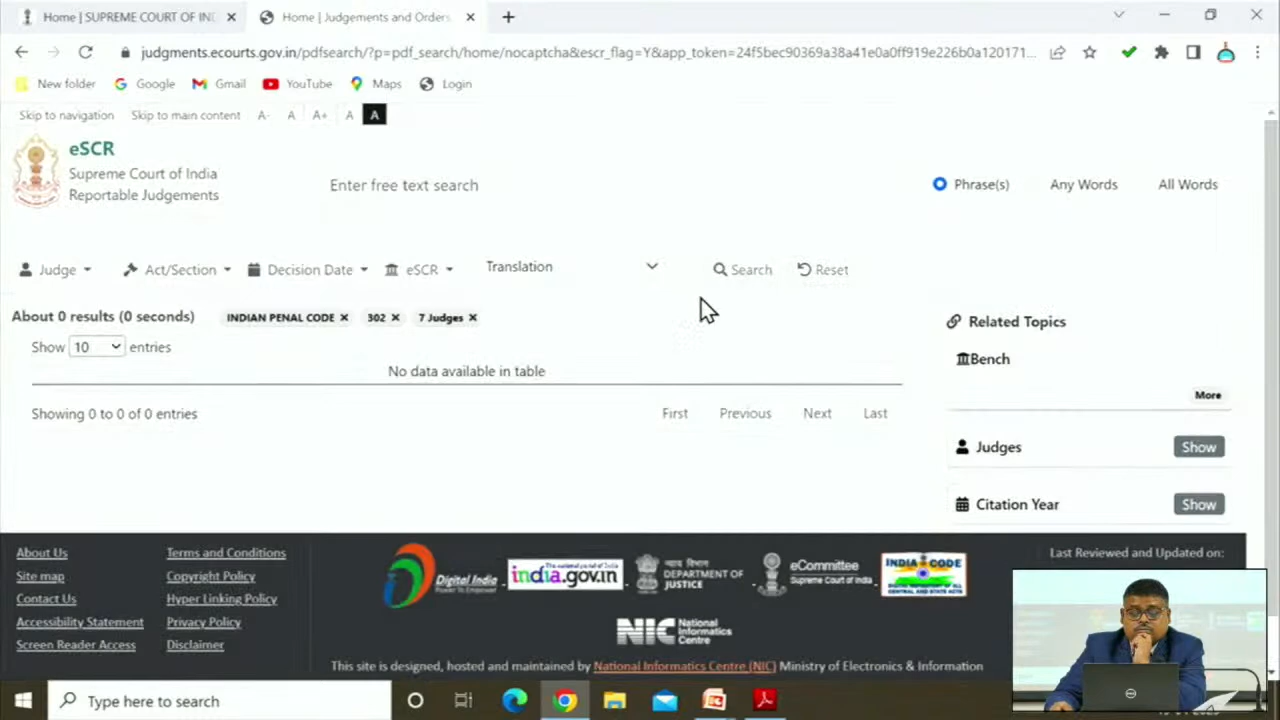 Home | SUPREME COURT OF IND
Home | Judgements and Orders
judgments.ecourts.gov.in/pdfsearch/?p=pdf_search/home/nocaptcha&escr_flag=Y&app_token=24f5bec90369a38a41e0a0ff919e226b0a120171...
New folder Google Gmail YouTube Maps Login
Skip to navigation Skip to main content A- A A+ A A
eSCR
Supreme Court of India
Reportable Judgements
Enter free text search
Phrase(s) Any Words All Words
Judge Act/Section Decision Date eSCR Translation Search Reset
About 0 results (0 seconds) INDIAN PENAL CODE × 302 × 7 Judges ×
Show 10 entries
No data available in table
Showing 0 to 0 of 0 entries
First Previous Next Last
Related Topics
Bench
More
Judges Show
Citation Year Show
About Us Terms and Conditions
Site map Copyright Policy
Contact Us Hyper Linking Policy
Accessibility Statement Privacy Policy
Screen Reader Access Disclaimer
Digital India
Power To Empower
india.gov.in
न्याय विभाग
DEPARTMENT OF
JUSTICE
eCommittee
Supreme Court of India
INDIA CODE
NIC National
Informatics
Centre
Last Reviewed and Updated on:
This site is designed, hosted and maintained by National Informatics Centre (NIC) Ministry of Electronics & Information
Type here to search